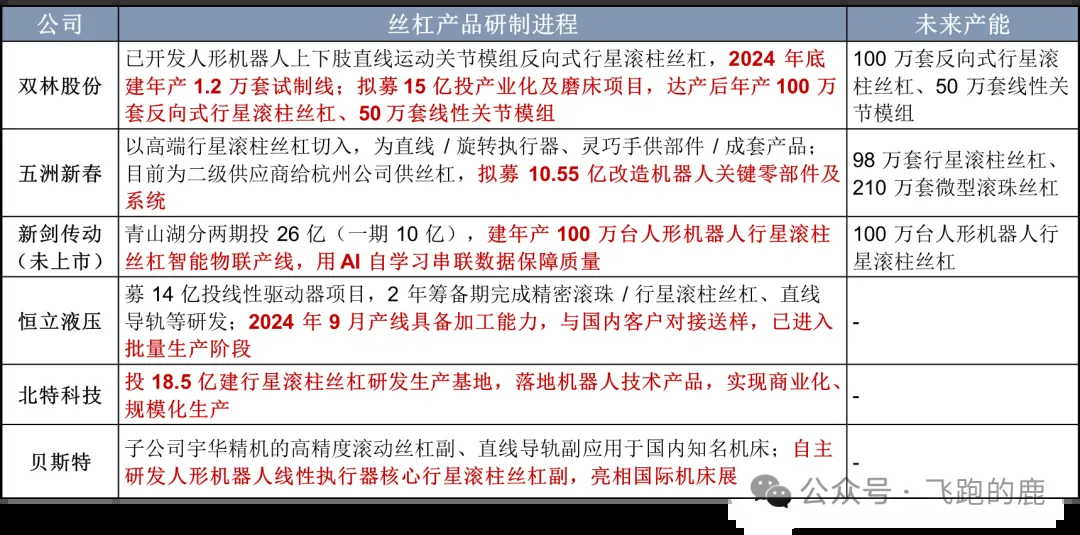 公司 丝杠产品研制进程 未来产能
双林股份
已开发人形机器人上下肢直线运动关节模组反向式行星滚柱丝杠，2024 年底
建年产 1.2 万套试制线；拟募 15 亿投产业化及磨床项目，达产后年产 100 万
套反向式行星滚柱丝杠、50 万套线性关节模组
100 万套反向式行星滚
柱丝杠、50 万套线性关
节模组
五洲新春
以高端行星滚柱丝杠切入，为直线 / 旋转执行器、灵巧手供部件 / 成套产品；
目前为二级供应商给杭州公司供丝杠，拟募 10.55 亿改造机器人关键零部件及
系统
98 万套行星滚柱丝杠、
210 万套微型滚珠丝杠
新剑传动
（未上市）
青山湖分两期投 26 亿（一期 10 亿），建年产 100 万台人形机器人行星滚柱
丝杠智能物联产线，用 AI 自学习串联数据保障质量
100 万台人形机器人行
星滚柱丝杠
恒立液压
募 14 亿投线性驱动器项目，2 年筹备期完成精密滚珠 / 行星滚柱丝杠、直线
导轨等研发；2024 年 9 月产线具备加工能力，与国内客户对接送样，已进入
批量生产阶段
-
北特科技
投 18.5 亿建行星滚柱丝杠研发生产基地，落地机器人技术产品，实现商业化、
规模化生产
-
贝斯特
子公司宇华精机的高精度滚动丝杠副、直线导轨副应用于国内知名机床；自主
研发人形机器人线性执行器核心行星滚柱丝杠副，亮相国际机床展
-
公众号 · 飞跑的鹿